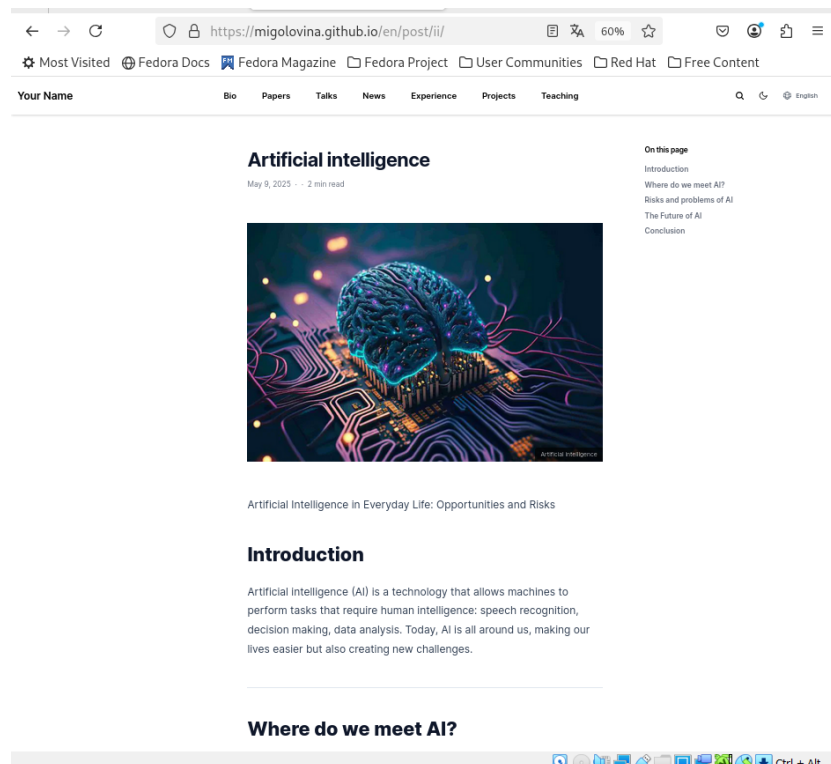 https://migolovina.github.io/en/post/ii/
60%
Most Visited Fedora Docs Fedora Magazine Fedora Project User Communities Red Hat Free Content
Your Name Bio Papers Talks News Experience Projects Teaching English
Artificial intelligence
May 9, 2025 · · 2 min read
On this page
Introduction
Where do we meet AI?
Risks and problems of AI
The Future of AI
Conclusion
Artificial intelligence
Artificial Intelligence in Everyday Life: Opportunities and Risks
Introduction
Artificial intelligence (AI) is a technology that allows machines to
perform tasks that require human intelligence: speech recognition,
decision making, data analysis. Today, AI is all around us, making our
lives easier but also creating new challenges.
Where do we meet AI?
Ctrl + Alt